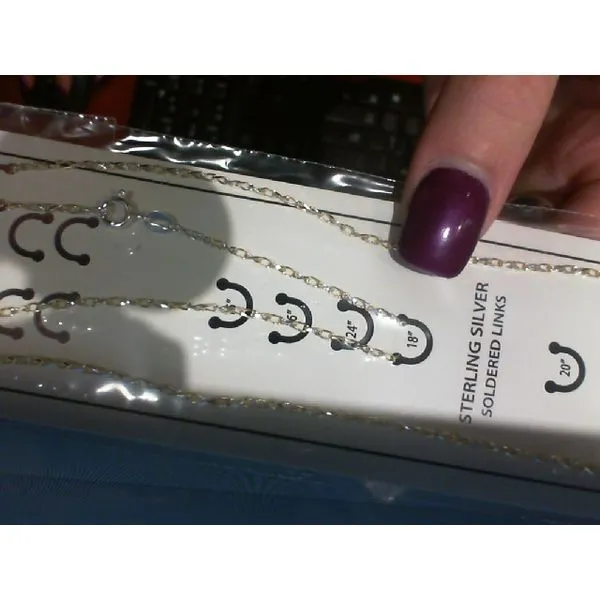 24"
18"
STERLING SILVER
SOLDERED LINKS
20"